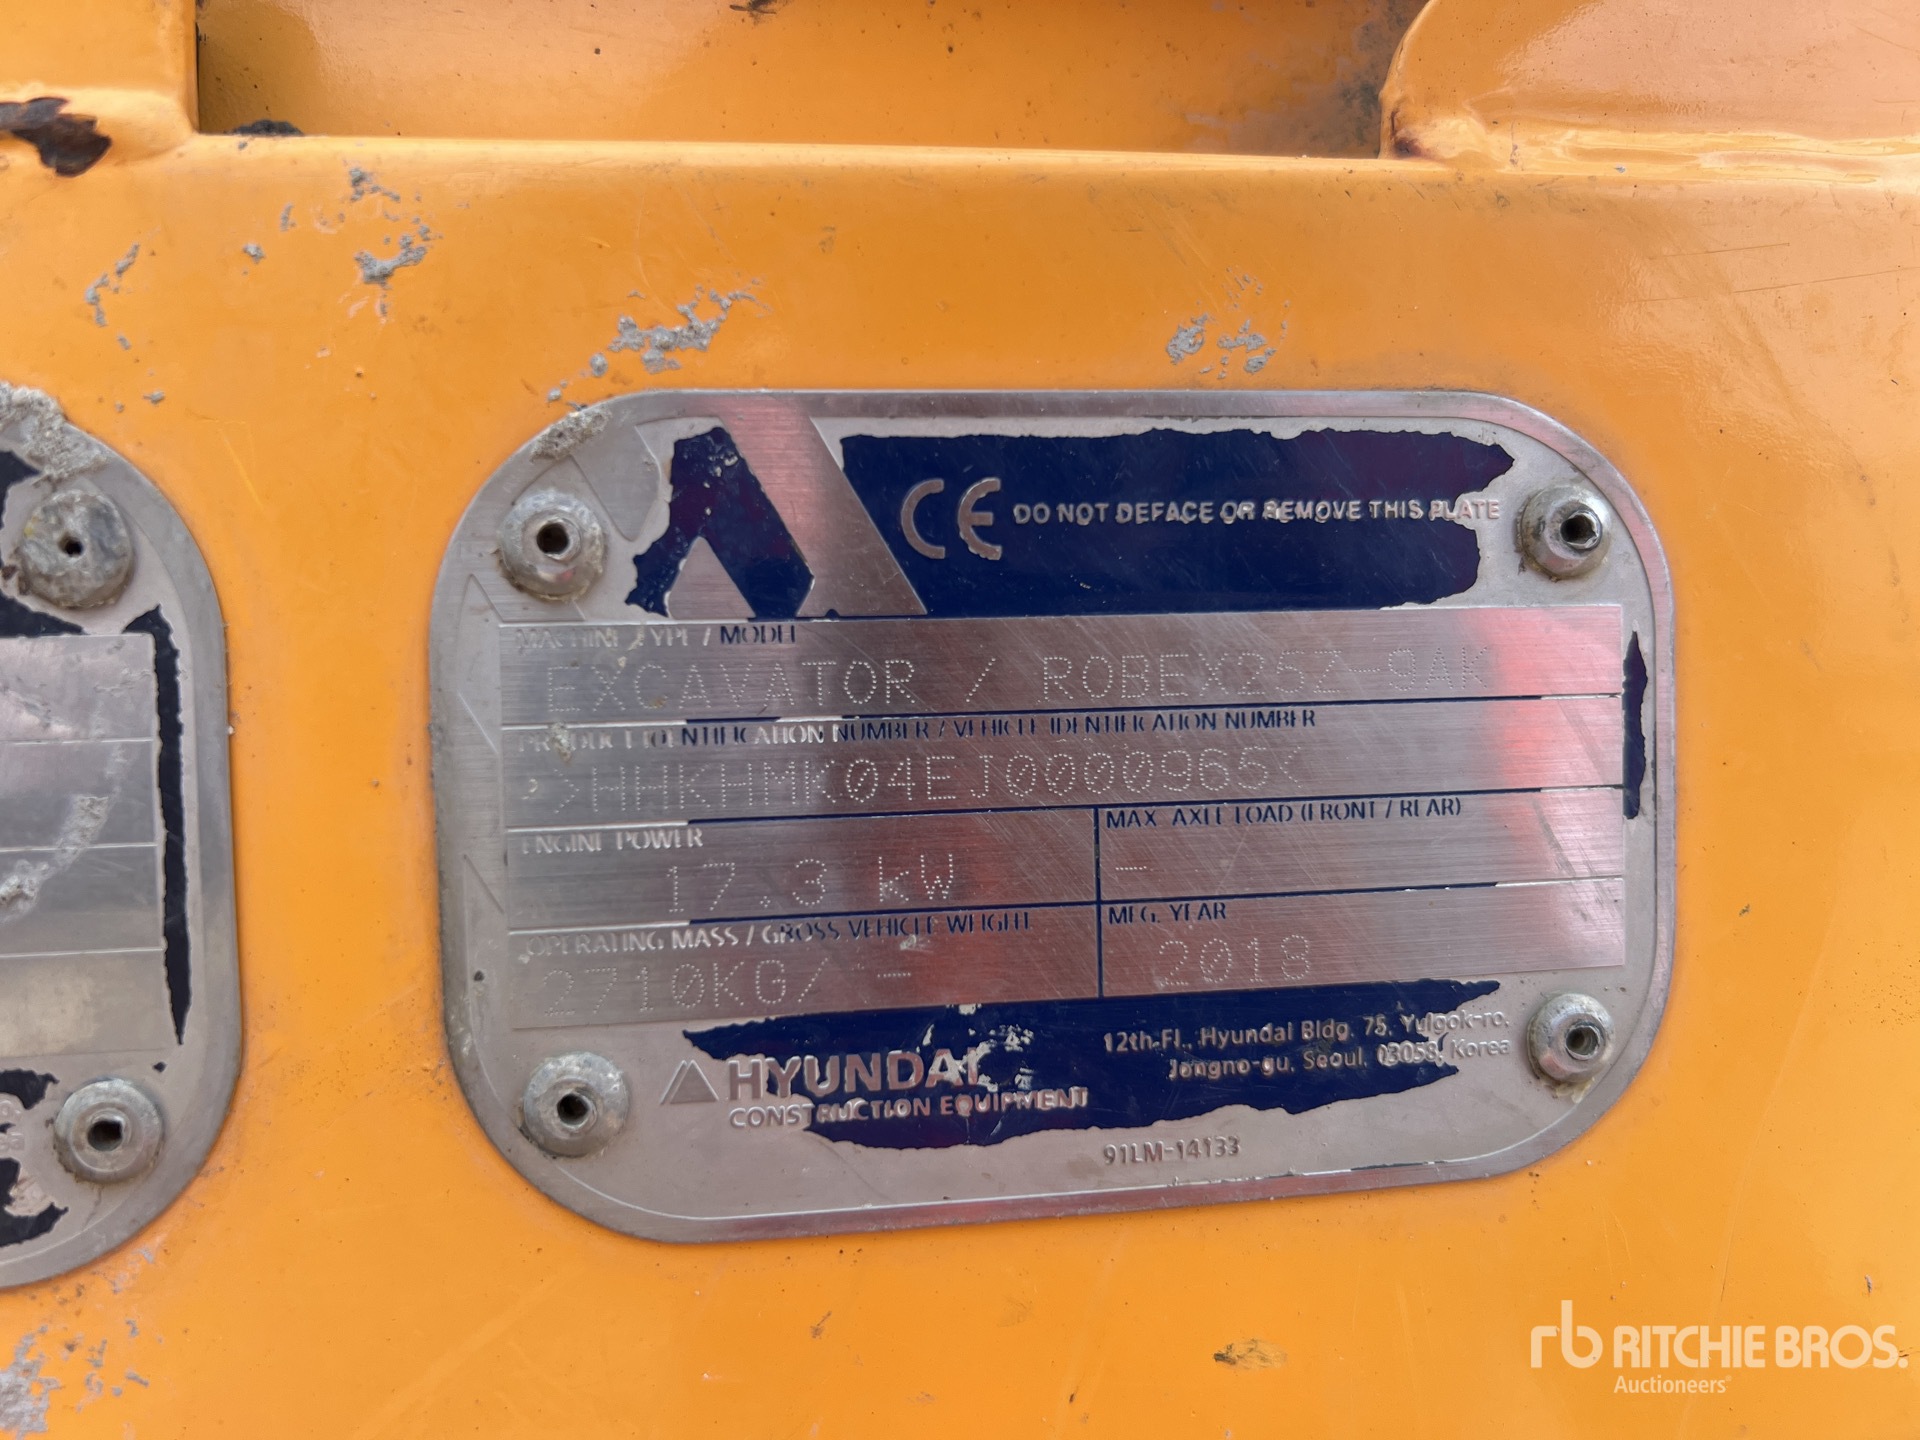 CE DO NOT DEFACE OR REMOVE THIS PLATE
MACHINE TYPE / MODEL
EXCAVATOR / ROBEX25Z-9AK
PRODUCT IDENTIFICATION NUMBER / VEHICLE IDENTIFICATION NUMBER
*>HHKHMK04EJ0000965<
ENGINE POWER
17.3 kW
MAX. AXLE LOAD (FRONT / REAR)
-
OPERATING MASS / GROSS VEHICLE WEIGHT
2710KG/ -
MFG. YEAR
2018
HYUNDAI
CONSTRUCTION EQUIPMENT
12th-Fl., Hyundai Bldg. 75, Yulgok-ro,
Jongno-gu, Seoul, 03058, Korea
91LM-14133
rb RITCHIE BROS.
Auctioneers